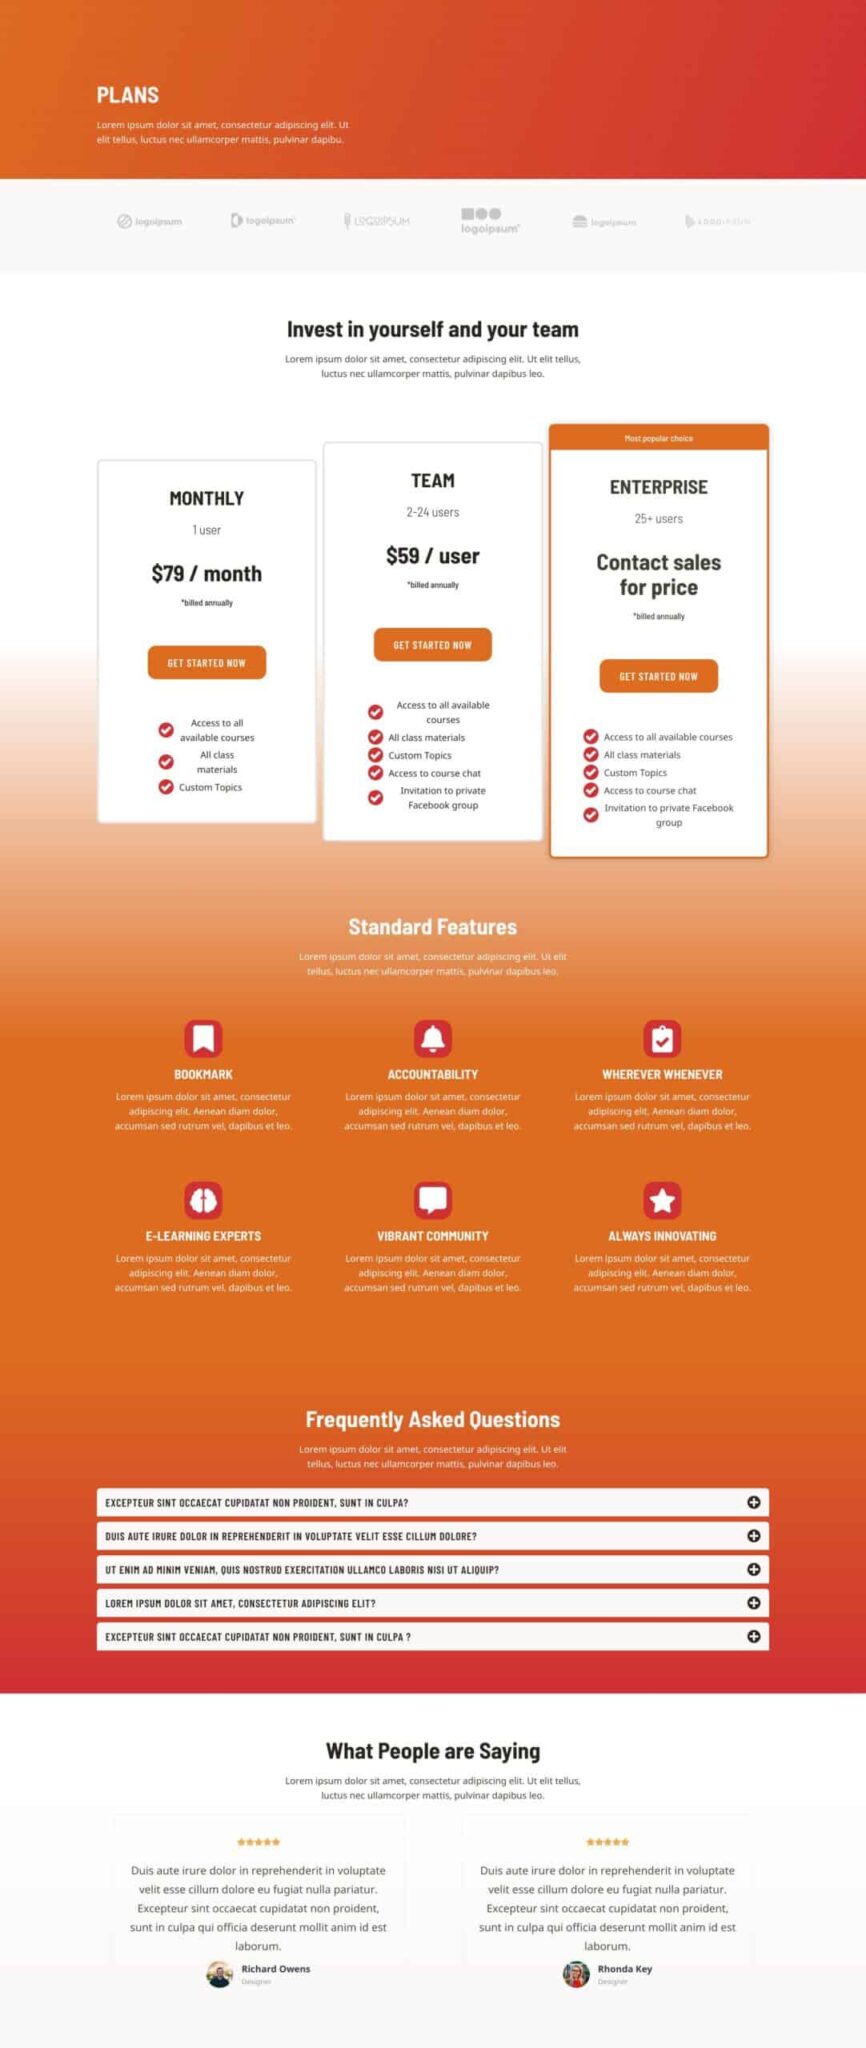 PLANS
Lorem ipsum dolor sit amet, consectetur adipiscing elit. Ut
elit tellus, luctus nec ullamcorper mattis, pulvinar dapibu.
logoipsum
logoipsum
LOGOIPSUM
logoipsum
logoipsum
LOGOIPSUM
Invest in yourself and your team
Lorem ipsum dolor sit amet, consectetur adipiscing elit. Ut elit tellus,
luctus nec ullamcorper mattis, pulvinar dapibus leo.
MONTHLY
1 user
$79 / month
*billed annually
GET STARTED NOW
Access to all
available courses
All class
materials
Custom Topics
TEAM
2-24 users
$59 / user
*billed annually
GET STARTED NOW
Access to all available
courses
All class materials
Custom Topics
Access to course chat
Invitation to private
Facebook group
Most popular choice
ENTERPRISE
25+ users
Contact sales
for price
*billed annually
GET STARTED NOW
Access to all available courses
All class materials
Custom Topics
Access to course chat
Invitation to private Facebook
group
Standard Features
Lorem ipsum dolor sit amet, consectetur adipiscing elit. Ut elit
tellus, luctus nec ullamcorper mattis, pulvinar dapibus leo.
BOOKMARK
Lorem ipsum dolor sit amet, consectetur
adipiscing elit. Aenean diam dolor,
accumsan sed rutrum vel, dapibus et leo.
ACCOUNTABILITY
Lorem ipsum dolor sit amet, consectetur
adipiscing elit. Aenean diam dolor,
accumsan sed rutrum vel, dapibus et leo.
WHEREVER WHENEVER
Lorem ipsum dolor sit amet, consectetur
adipiscing elit. Aenean diam dolor,
accumsan sed rutrum vel, dapibus et leo.
E-LEARNING EXPERTS
Lorem ipsum dolor sit amet, consectetur
adipiscing elit. Aenean diam dolor,
accumsan sed rutrum vel, dapibus et leo.
VIBRANT COMMUNITY
Lorem ipsum dolor sit amet, consectetur
adipiscing elit. Aenean diam dolor,
accumsan sed rutrum vel, dapibus et leo.
ALWAYS INNOVATING
Lorem ipsum dolor sit amet, consectetur
adipiscing elit. Aenean diam dolor,
accumsan sed rutrum vel, dapibus et leo.
Frequently Asked Questions
Lorem ipsum dolor sit amet, consectetur adipiscing elit. Ut elit
tellus, luctus nec ullamcorper mattis, pulvinar dapibus leo.
EXCEPTEUR SINT OCCAECAT CUPIDATAT NON PROIDENT, SUNT IN CULPA?
DUIS AUTE IRURE DOLOR IN REPREHENDERIT IN VOLUPTATE VELIT ESSE CILLUM DOLORE?
UT ENIM AD MINIM VENIAM, QUIS NOSTRUD EXERCITATION ULLAMCO LABORIS NISI UT ALIQUIP?
LOREM IPSUM DOLOR SIT AMET, CONSECTETUR ADIPISCING ELIT?
EXCEPTEUR SINT OCCAECAT CUPIDATAT NON PROIDENT, SUNT IN CULPA ?
What People are Saying
Lorem ipsum dolor sit amet, consectetur adipiscing elit. Ut elit tellus,
luctus nec ullamcorper mattis, pulvinar dapibus leo.
Duis aute irure dolor in reprehenderit in voluptate
velit esse cillum dolore eu fugiat nulla pariatur.
Excepteur sint occaecat cupidatat non proident,
sunt in culpa qui officia deserunt mollit anim id est
laborum.
Richard Owens
Designer
Duis aute irure dolor in reprehenderit in voluptate
velit esse cillum dolore eu fugiat nulla pariatur.
Excepteur sint occaecat cupidatat non proident,
sunt in culpa qui officia deserunt mollit anim id est
laborum.
Rhonda Key
Designer